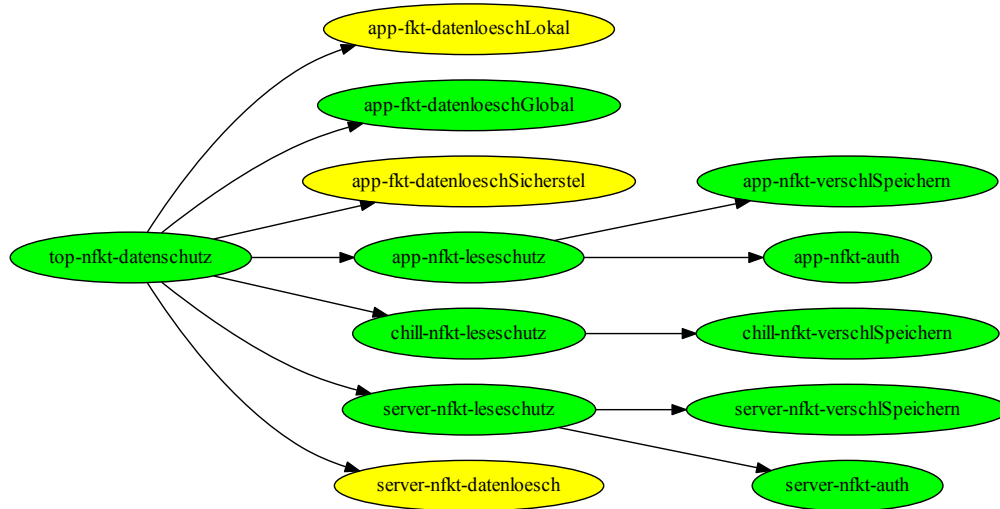 app-fkt-datenloeschLokal
app-fkt-datenloeschGlobal
app-fkt-datenloeschSicherstel
app-nfkt-verschlSpeichern
top-nfkt-datenschutz
app-nfkt-leseschutz
app-nfkt-auth
chill-nfkt-leseschutz
chill-nfkt-verschlSpeichern
server-nfkt-leseschutz
server-nfkt-verschlSpeichern
server-nfkt-datenloesch
server-nfkt-auth